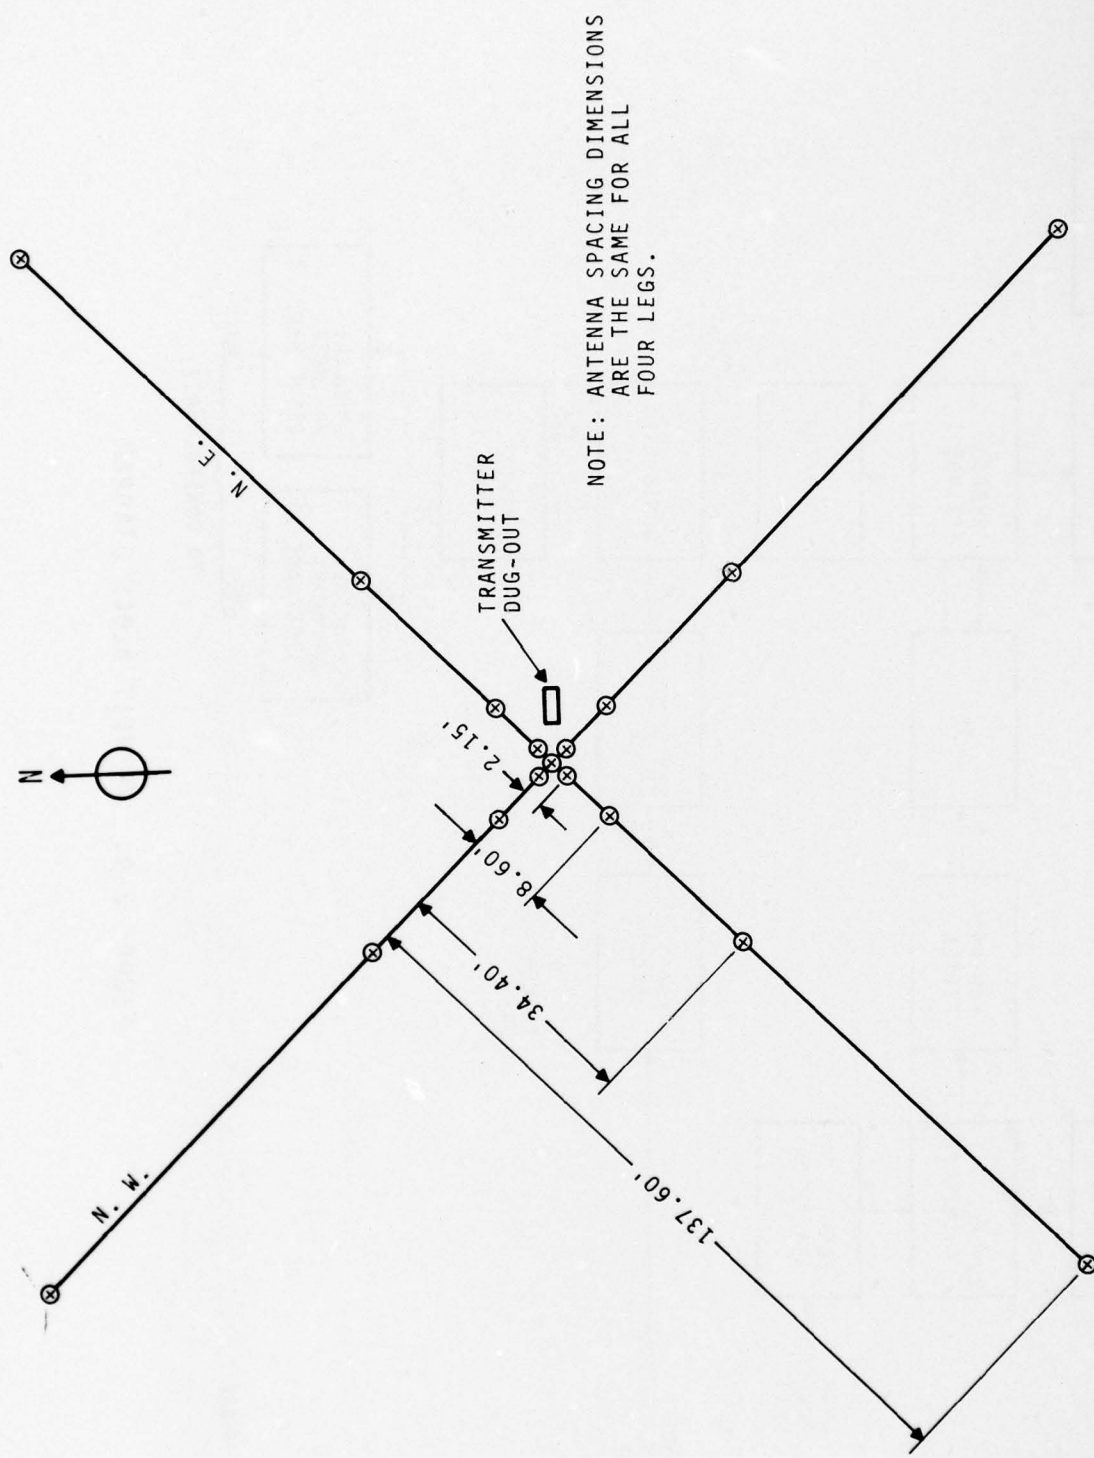 N
N. W.
N. E.
TRANSMITTER
DUG-OUT
2.15'
8.60'
34.40'
137.60'
NOTE: ANTENNA SPACING DIMENSIONS
ARE THE SAME FOR ALL
FOUR LEGS.